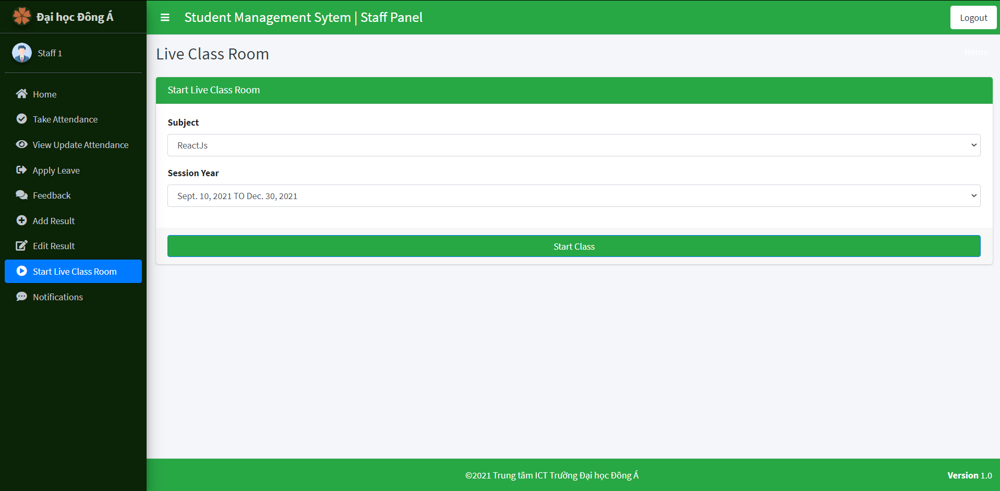 Đại học Đông Á
Student Management Sytem | Staff Panel
Logout
Staff 1
Home
Take Attendance
View Update Attendance
Apply Leave
Feedback
Add Result
Edit Result
Start Live Class Room
Notifications
Live Class Room
Home
Start Live Class Room
Subject
ReactJs
Session Year
Sept. 10, 2021 TO Dec. 30, 2021
Start Class
©2021 Trung tâm ICT Trường Đại học Đông Á
Version 1.0